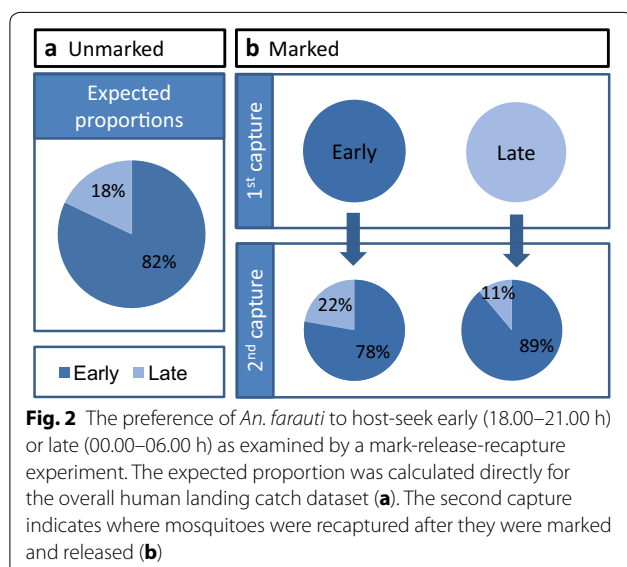 a Unmarked
b Marked
Expected
proportions
18%
82%
Early Late
1st capture
Early
Late
2nd capture
22%
78%
11%
89%
Fig. 2 The preference of An. farauti to host-seek early (18.00–21.00 h)
or late (00.00–06.00 h) as examined by a mark-release-recapture
experiment. The expected proportion was calculated directly for
the overall human landing catch dataset (a). The second capture
indicates where mosquitoes were recaptured after they were marked
and released (b)